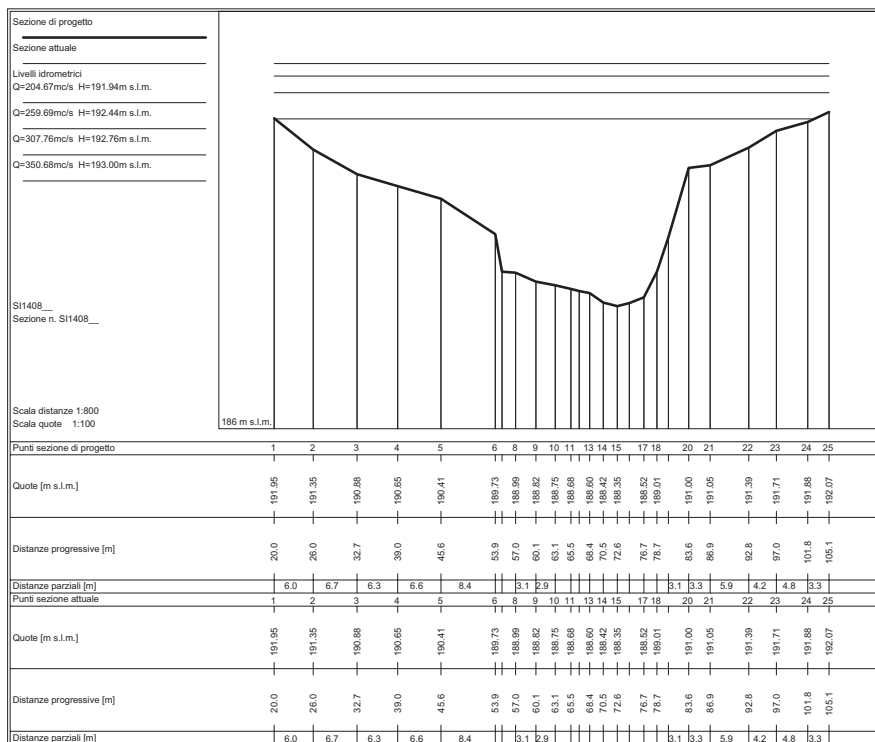 Sezione di progetto
Sezione attuale
Livelli idrometrici
Q=204.67mc/s H=191.94m s.l.m.
Q=259.69mc/s H=192.44m s.l.m.
Q=307.76mc/s H=192.76m s.l.m.
Q=350.68mc/s H=193.00m s.l.m.
SI1408__
Sezione n. SI1408__
Scala distanze 1:800
Scala quote 1:100
186 m s.l.m.
Punti sezione di progetto 1 2 3 4 5 6 8 9 10 11 13 14 15 17 18 20 21 22 23 24 25
Quote [m s.l.m.] 191.95 191.35 190.88 190.65 190.41 189.73 188.99 188.82 188.75 188.68 188.60 188.42 188.35 188.52 189.01 191.00 191.05 191.39 191.71 191.88 192.07
Distanze progressive [m] 20.0 26.0 32.7 39.0 45.6 53.9 57.0 60.1 63.1 65.5 68.4 70.5 72.6 76.7 78.7 83.6 86.9 92.8 97.0 101.8 105.1
Distanze parziali [m] 6.0 6.7 6.3 6.6 8.4 3.1 2.9 3.1 3.3 5.9 4.2 4.8 3.3
Punti sezione attuale 1 2 3 4 5 6 8 9 10 11 13 14 15 17 18 20 21 22 23 24 25
Quote [m s.l.m.] 191.95 191.35 190.88 190.65 190.41 189.73 188.99 188.82 188.75 188.68 188.60 188.42 188.35 188.52 189.01 191.00 191.05 191.39 191.71 191.88 192.07
Distanze progressive [m] 20.0 26.0 32.7 39.0 45.6 53.9 57.0 60.1 63.1 65.5 68.4 70.5 72.6 76.7 78.7 83.6 86.9 92.8 97.0 101.8 105.1
Distanze parziali [m] 6.0 6.7 6.3 6.6 8.4 3.1 2.9 3.1 3.3 5.9 4.2 4.8 3.3